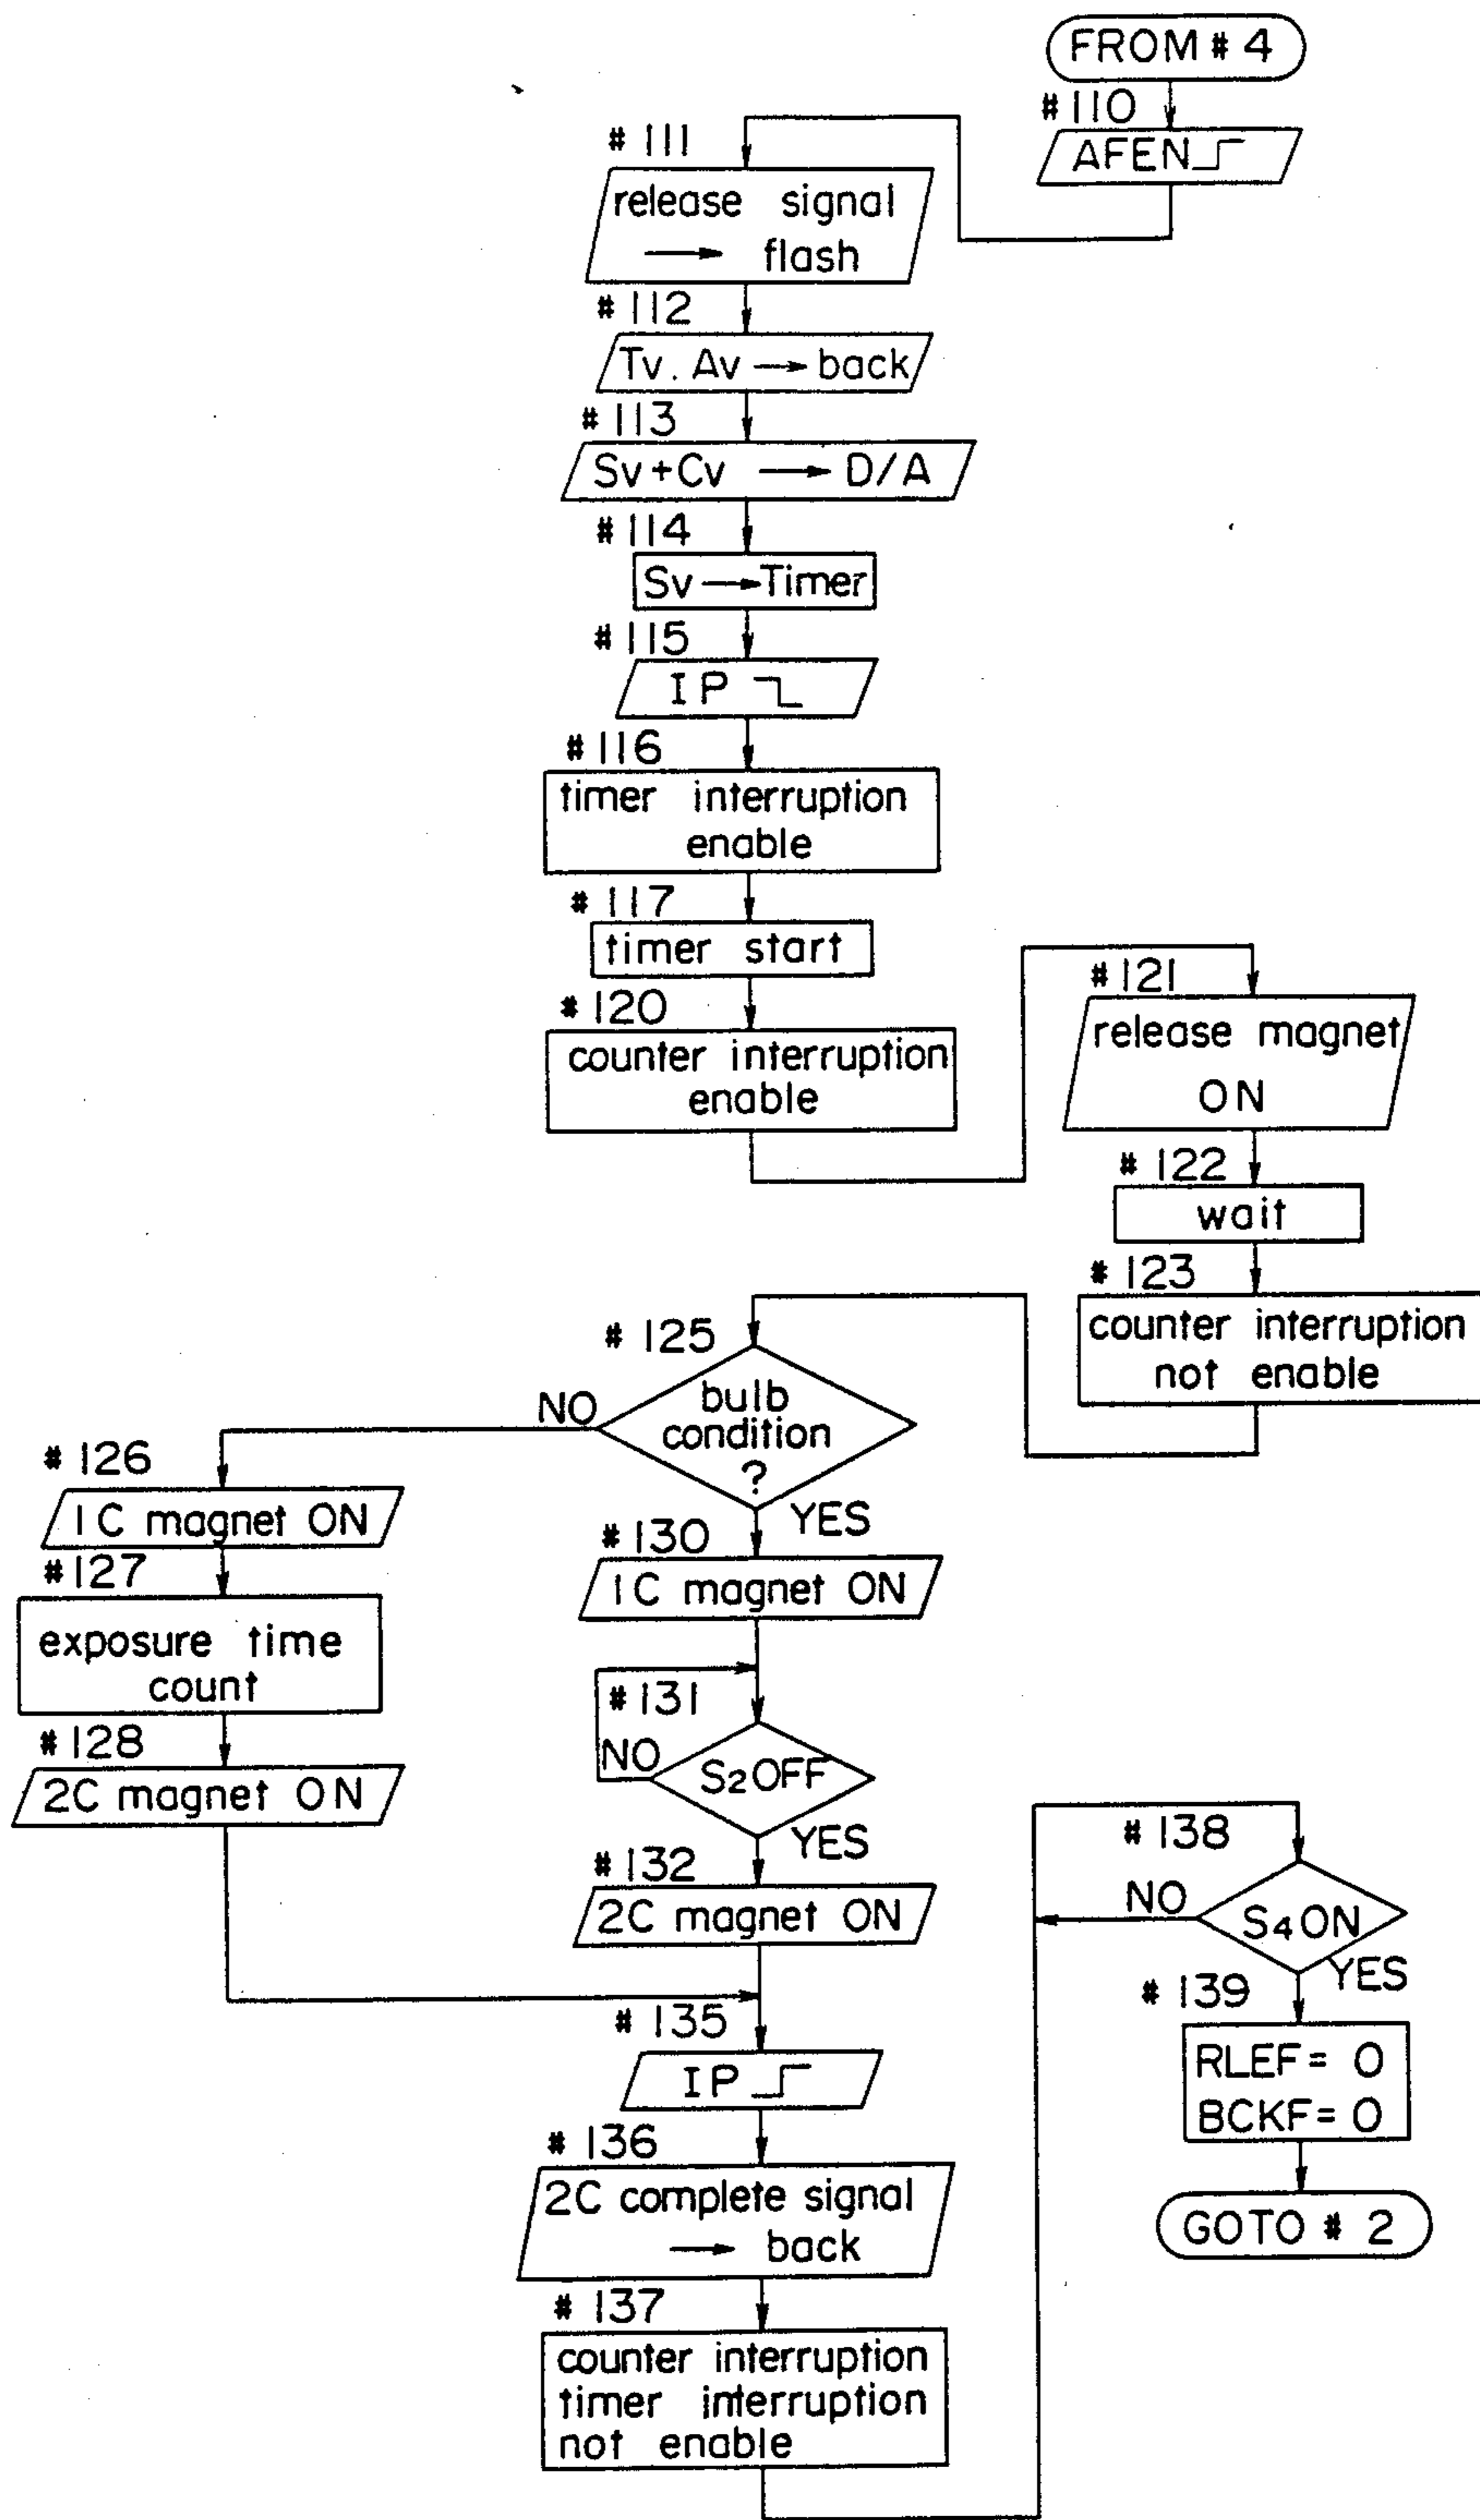 FROM # 4
# 110
AFEN
# 111
release signal
→ flash
# 112
Tv. Av → back
# 113
Sv+Cv → D/A
# 114
Sv → Timer
# 115
IP
# 116
timer interruption
enable
# 117
timer start
# 120
counter interruption
enable
# 121
release magnet
ON
# 122
wait
# 123
counter interruption
not enable
# 125
bulb
condition
?
NO
YES
# 126
1C magnet ON
# 127
exposure time
count
# 128
2C magnet ON
# 130
1C magnet ON
# 131
NO
S2OFF
YES
# 132
2C magnet ON
# 135
IP
# 136
2C complete signal
→ back
# 137
counter interruption
timer interruption
not enable
# 138
NO
S4ON
YES
# 139
RLEF= 0
BCKF= 0
GOTO # 2